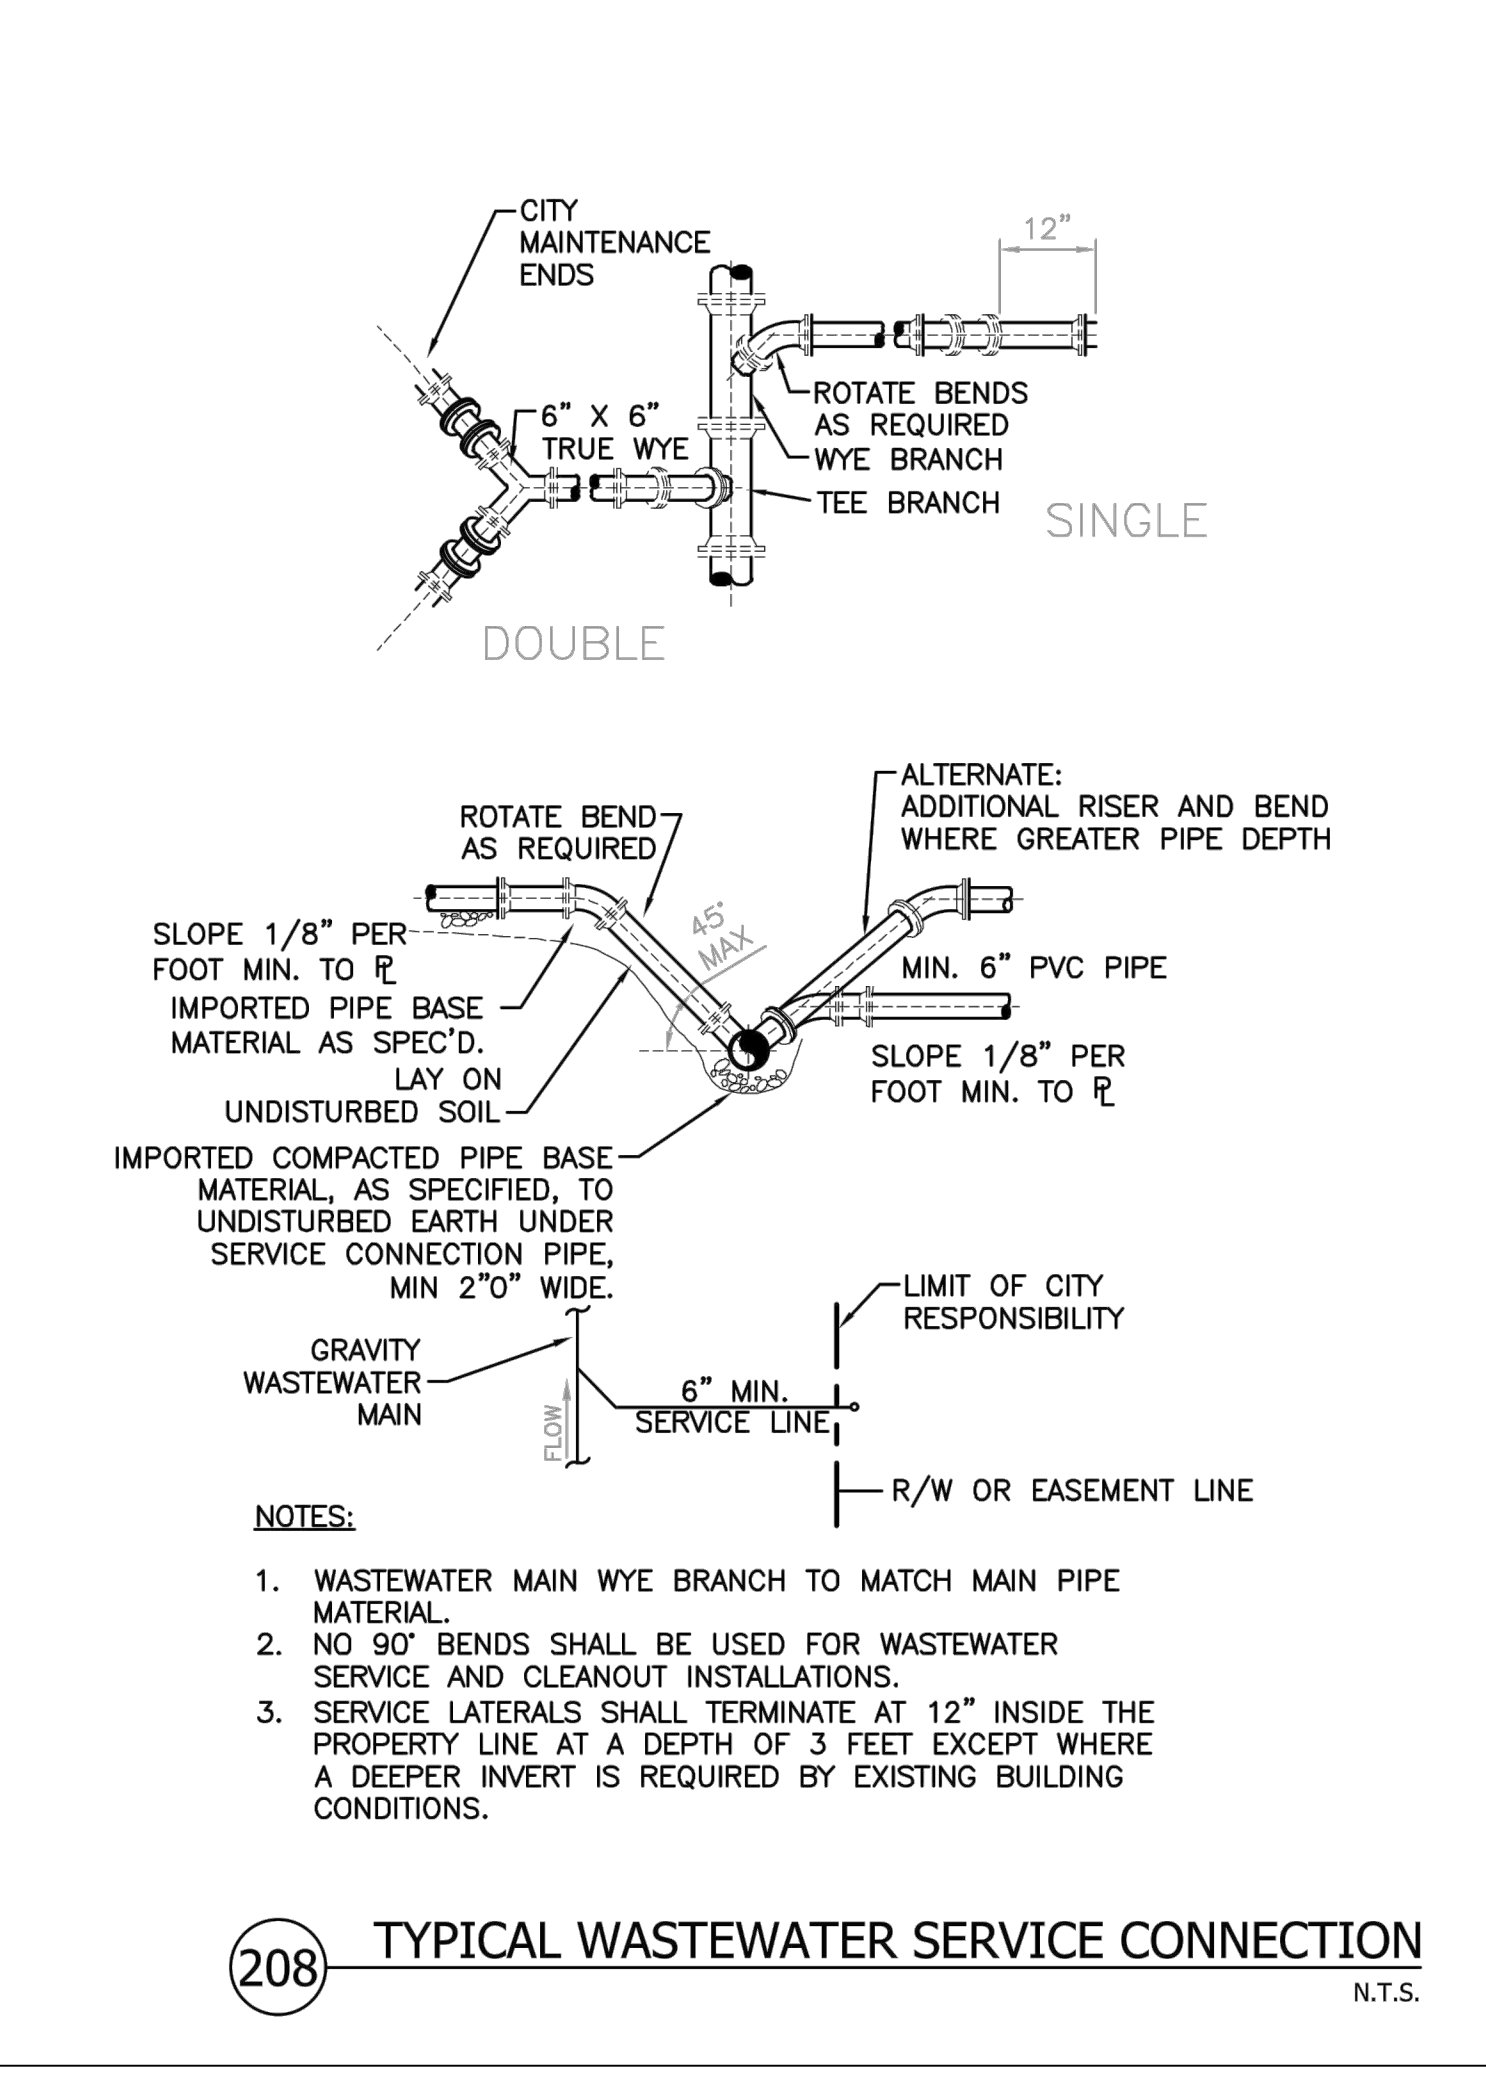 CITY
MAINTENANCE
ENDS
12"
ROTATE BENDS
AS REQUIRED
6" X 6"
TRUE WYE
WYE BRANCH
TEE BRANCH
SINGLE
DOUBLE
ALTERNATE:
ADDITIONAL RISER AND BEND
WHERE GREATER PIPE DEPTH
ROTATE BEND
AS REQUIRED
45°
MAX
SLOPE 1/8" PER
FOOT MIN. TO PL
MIN. 6" PVC PIPE
IMPORTED PIPE BASE
MATERIAL AS SPEC'D.
SLOPE 1/8" PER
FOOT MIN. TO PL
LAY ON
UNDISTURBED SOIL
IMPORTED COMPACTED PIPE BASE
MATERIAL, AS SPECIFIED, TO
UNDISTURBED EARTH UNDER
SERVICE CONNECTION PIPE,
MIN 2"0" WIDE.
LIMIT OF CITY
RESPONSIBILITY
GRAVITY
WASTEWATER
MAIN
FLOW
6" MIN.
SERVICE LINE
R/W OR EASEMENT LINE
NOTES:
1. WASTEWATER MAIN WYE BRANCH TO MATCH MAIN PIPE
MATERIAL.
2. NO 90° BENDS SHALL BE USED FOR WASTEWATER
SERVICE AND CLEANOUT INSTALLATIONS.
3. SERVICE LATERALS SHALL TERMINATE AT 12" INSIDE THE
PROPERTY LINE AT A DEPTH OF 3 FEET EXCEPT WHERE
A DEEPER INVERT IS REQUIRED BY EXISTING BUILDING
CONDITIONS.
208
TYPICAL WASTEWATER SERVICE CONNECTION
N.T.S.